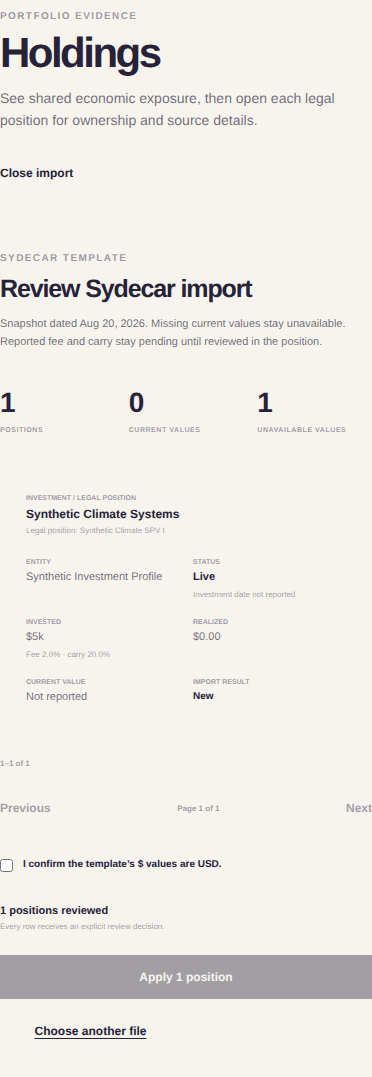 PORTFOLIO EVIDENCE
Holdings
See shared economic exposure, then open each legal
position for ownership and source details.
Close import
SYDECAR TEMPLATE
Review Sydecar import
Snapshot dated Aug 20, 2026. Missing current values stay unavailable.
Reported fee and carry stay pending until reviewed in the portfolio.
1 0 1
POSITIONS CURRENT VALUES UNAVAILABLE VALUES
INVESTMENT / LEGAL POSITION
Synthetic Climate Systems
Legal position: Synthetic Climate SPV I
ENTITY STATUS
Synthetic Investment Profile Live
Investment date not reported
INVESTED REALIZED
$5k $0.00
Fee 2.0% · carry 20.0%
CURRENT VALUE IMPORT RESULT
Not reported New
1–1 of 1
Previous Page 1 of 1 Next
I confirm the template’s $ values are USD.
1 positions reviewed
Every row receives an explicit review decision.
Apply 1 position
Choose another file